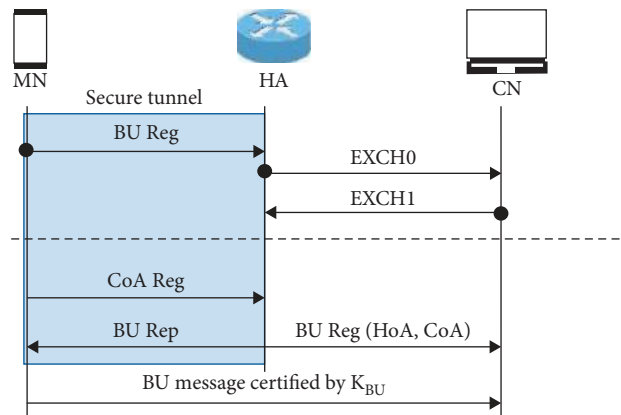 MN
HA
CN
Secure tunnel
BU Reg
EXCH0
EXCH1
CoA Reg
BU Rep
BU Reg (HoA, CoA)
BU message certified by K_BU